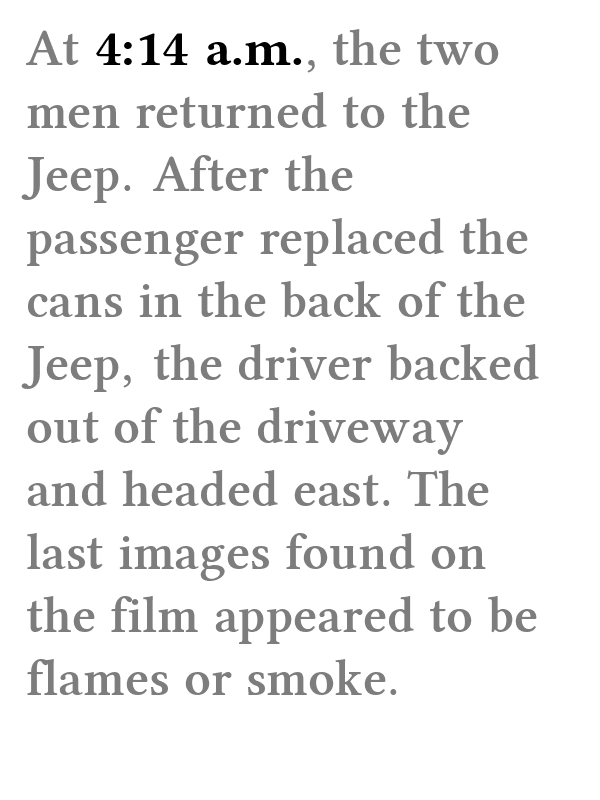 At 4:14 a.m., the two
men returned to the
Jeep. After the
passenger replaced the
cans in the back of the
Jeep, the driver backed
out of the driveway
and headed east. The
last images found on
the film appeared to be
flames or smoke.